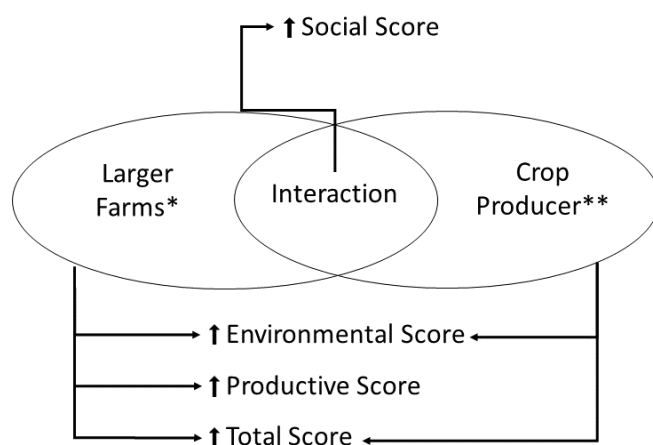 ⬆ Social Score
Larger
Farms*
Interaction
Crop
Producer**
⬆ Environmental Score
⬆ Productive Score
⬆ Total Score